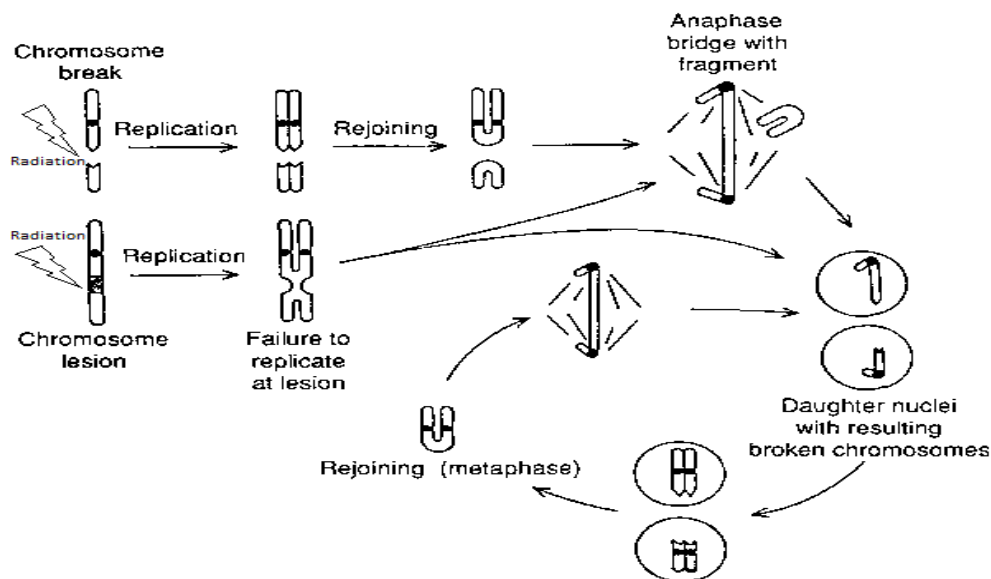 Anaphase
bridge with
fragment
Chromosome
break
Replication
Rejoining
Radiation
Radiation
Replication
Chromosome
lesion
Failure to
replicate
at lesion
Daughter nuclei
with resulting
broken chromosomes
Rejoining (metaphase)